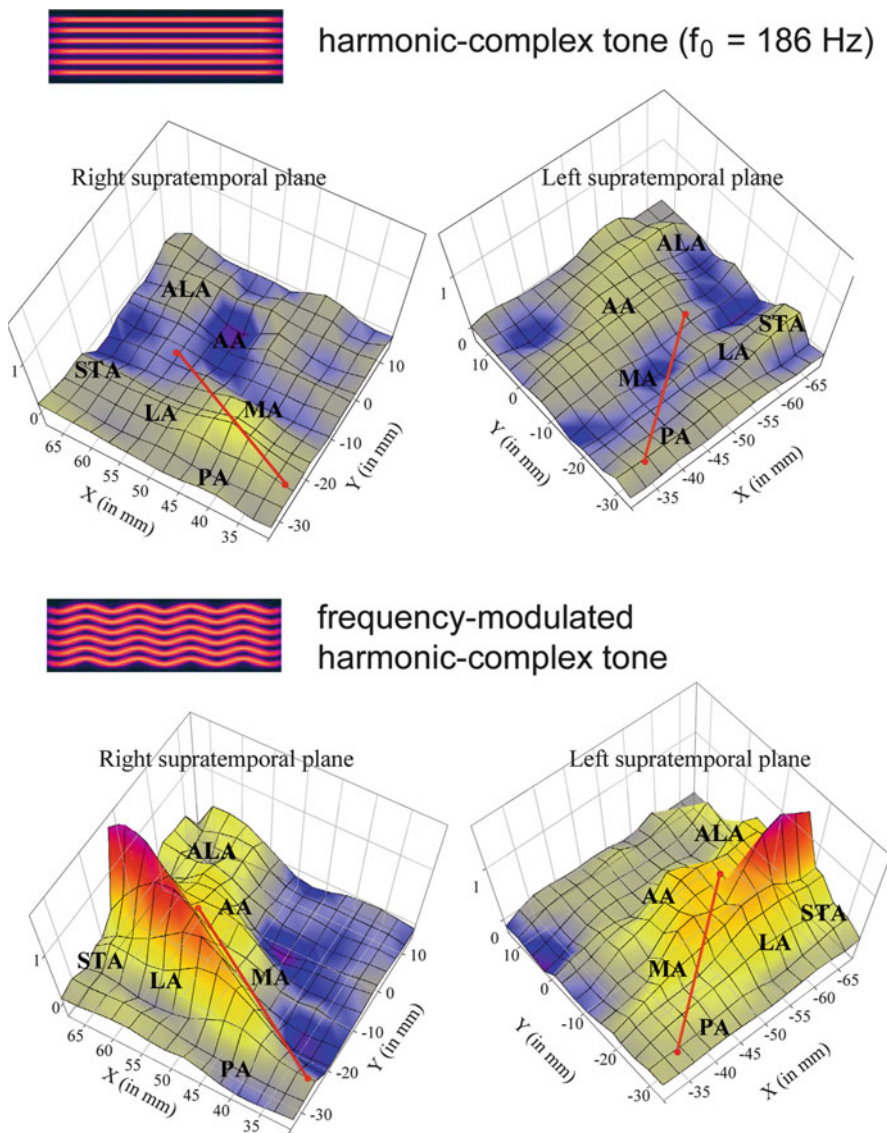 harmonic-complex tone (f₀ = 186 Hz)
Right supratemporal plane
ALA
AA
STA
LA
MA
PA
1
0
65
60
55
50
45
40
35
X (in mm)
10
0
-10
-20
-30
Y (in mm)
Left supratemporal plane
ALA
AA
STA
LA
MA
PA
1
0
10
0
-10
-20
-30
Y (in mm)
-65
-60
-55
-50
-45
-40
-35
X (in mm)
frequency-modulated
harmonic-complex tone
Right supratemporal plane
ALA
AA
STA
LA
MA
PA
1
0
65
60
55
50
45
40
35
X (in mm)
10
0
-10
-20
-30
Y (in mm)
Left supratemporal plane
ALA
AA
STA
LA
MA
PA
1
0
10
0
-10
-20
-30
Y (in mm)
-65
-60
-55
-50
-45
-40
-35
X (in mm)